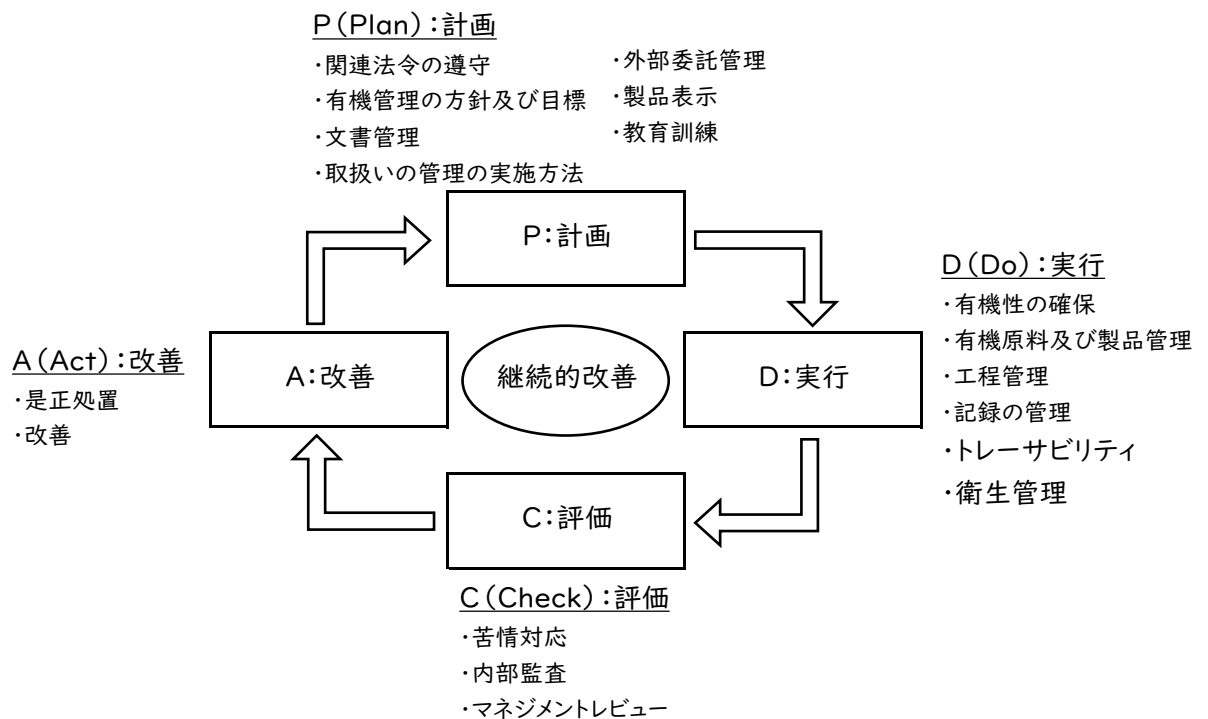 P(Plan):計画
・関連法令の遵守
・有機管理の方針及び目標
・文書管理
・取扱いの管理の実施方法
・外部委託管理
・製品表示
・教育訓練
P:計画
D(Do):実行
・有機性の確保
・有機原料及び製品管理
・工程管理
・記録の管理
・トレーサビリティ
・衛生管理
A(Act):改善
・是正処置
・改善
A:改善
継続的改善
D:実行
C:評価
C(Check):評価
・苦情対応
・内部監査
・マネジメントレビュー